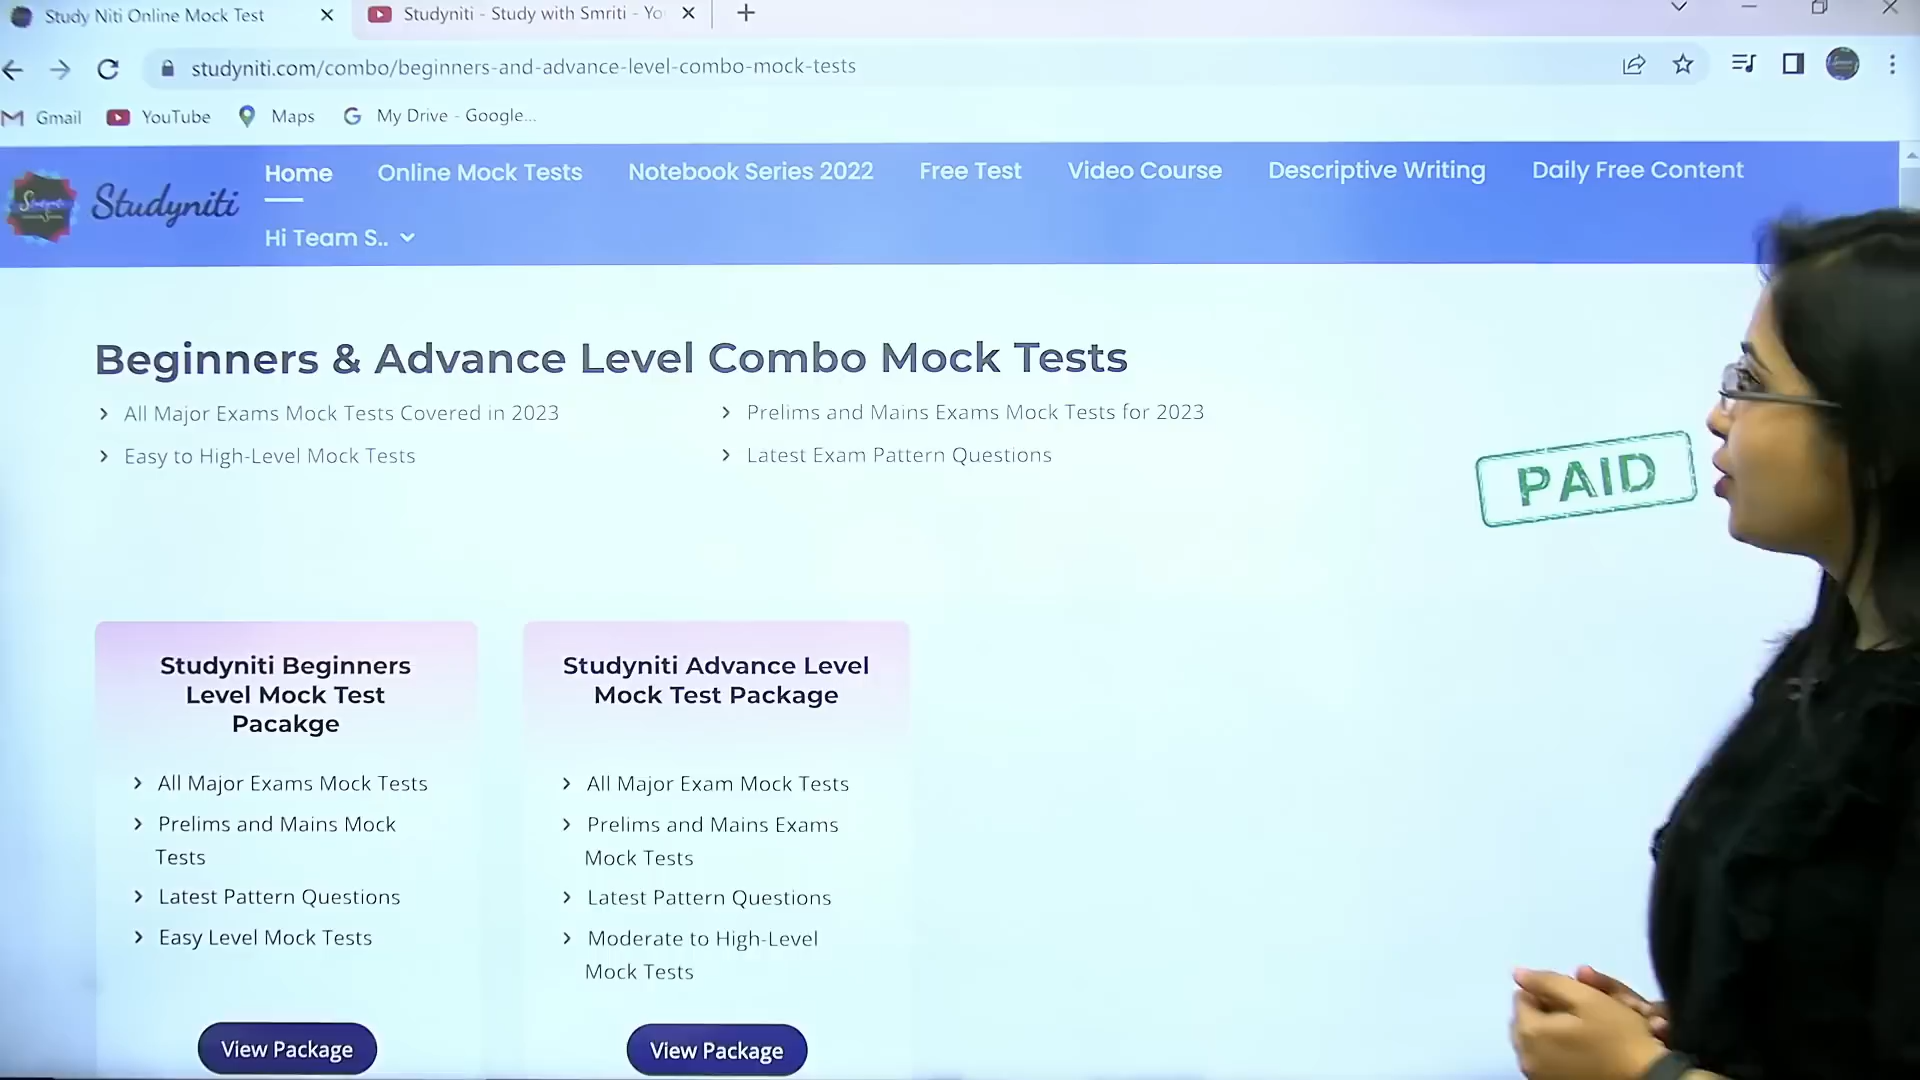 Study Niti Online Mock Test
Studyniti - Study with Smriti - Yo
studyniti.com/combo/beginners-and-advance-level-combo-mock-tests
Gmail YouTube Maps My Drive - Google...
Studyniti
Home Online Mock Tests Notebook Series 2022 Free Test Video Course Descriptive Writing Daily Free Content
Hi Team S..
Beginners & Advance Level Combo Mock Tests
All Major Exams Mock Tests Covered in 2023
Prelims and Mains Exams Mock Tests for 2023
Easy to High-Level Mock Tests
Latest Exam Pattern Questions
PAID
Studyniti Beginners
Level Mock Test
Pacakge
All Major Exams Mock Tests
Prelims and Mains Mock
Tests
Latest Pattern Questions
Easy Level Mock Tests
View Package
Studyniti Advance Level
Mock Test Package
All Major Exam Mock Tests
Prelims and Mains Exams
Mock Tests
Latest Pattern Questions
Moderate to High-Level
Mock Tests
View Package